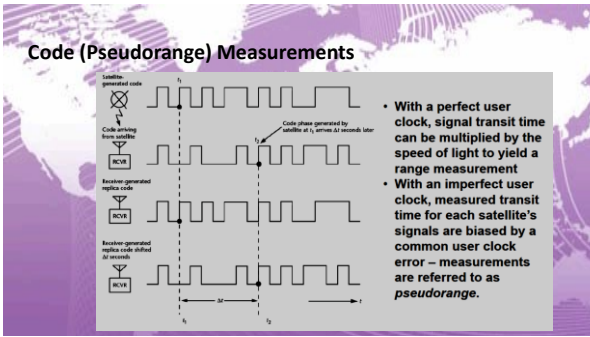 Code (Pseudorange) Measurements
Satellite-
generated code
t1
Code arriving
from satellite
RCVR
Code phase generated by
satellite at t1 arrives Δt seconds later
t2
Receiver-generated
replica code
RCVR
Receiver-generated
replica code shifted
Δt seconds
RCVR
Δt
t
t1
t2
• With a perfect user
clock, signal transit time
can be multiplied by the
speed of light to yield a
range measurement
• With an imperfect user
clock, measured transit
time for each satellite's
signals are biased by a
common user clock
error – measurements
are referred to as
pseudorange.